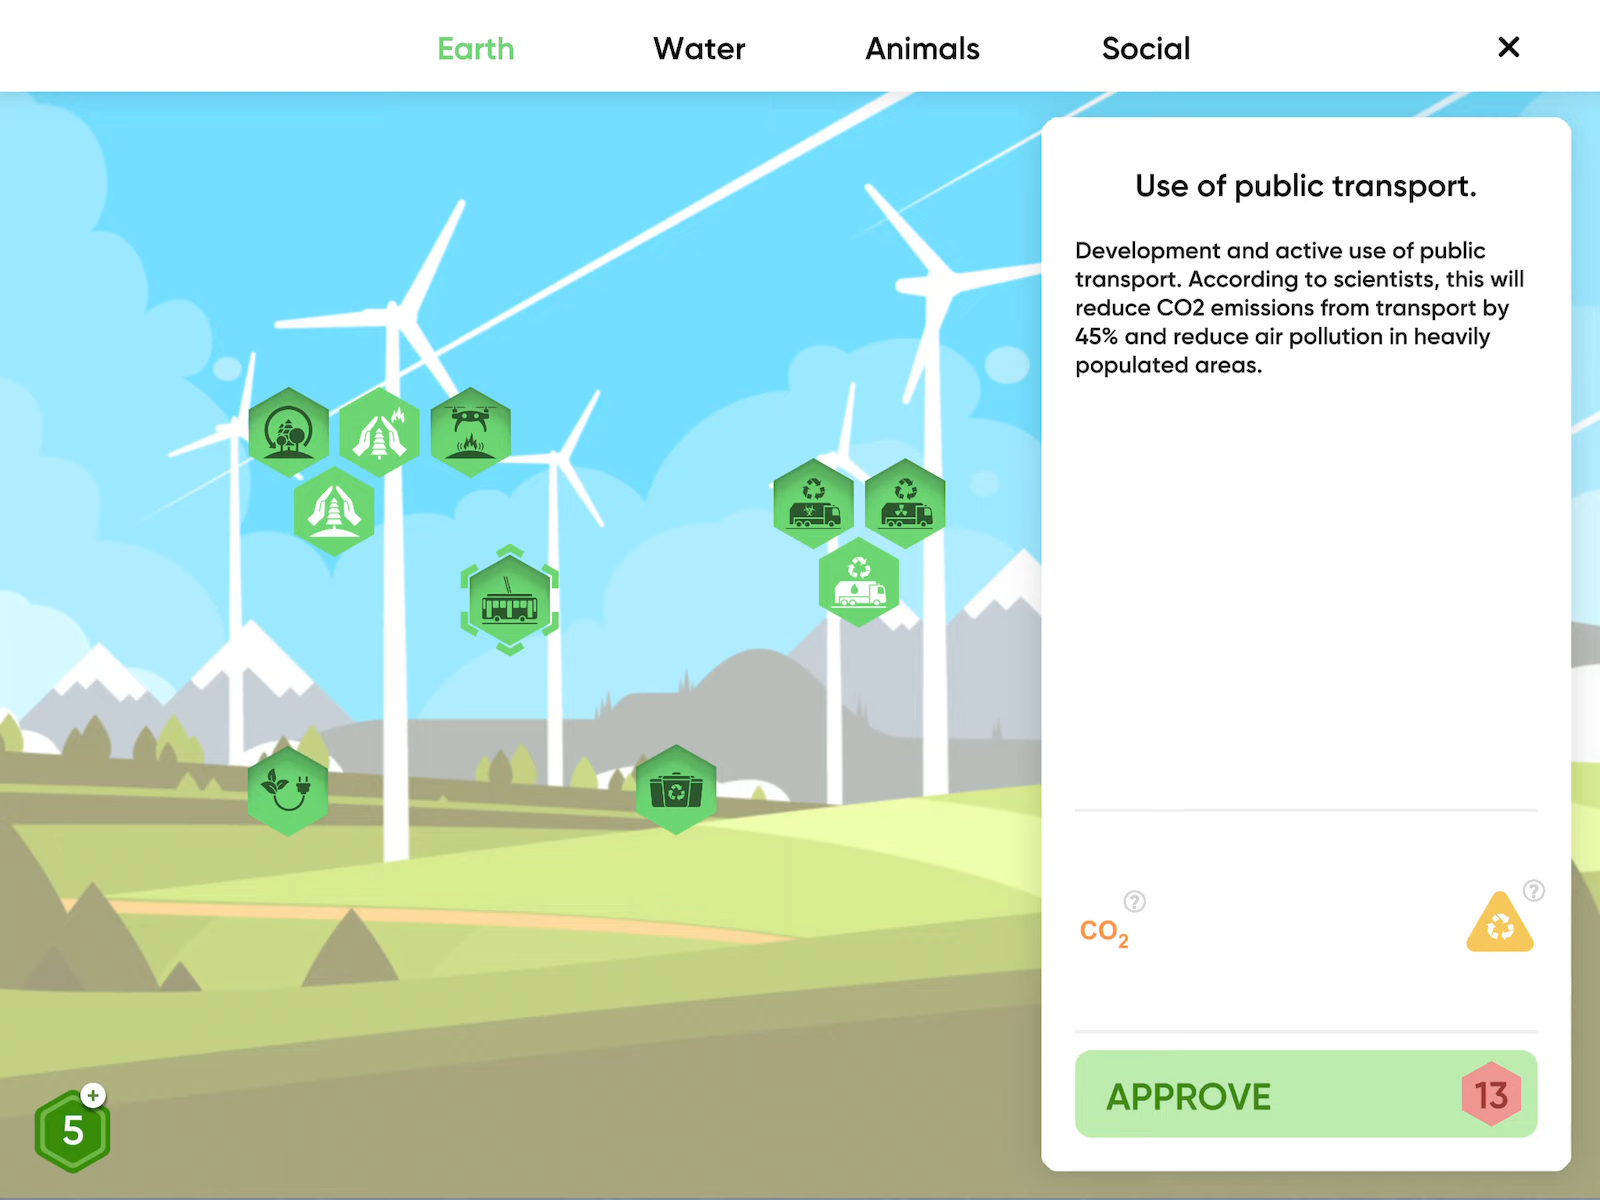 Earth
Water
Animals
Social
Use of public transport.
Development and active use of public
transport. According to scientists, this will
reduce CO2 emissions from transport by
45% and reduce air pollution in heavily
populated areas.
CO2
?
?
APPROVE
13
5
+